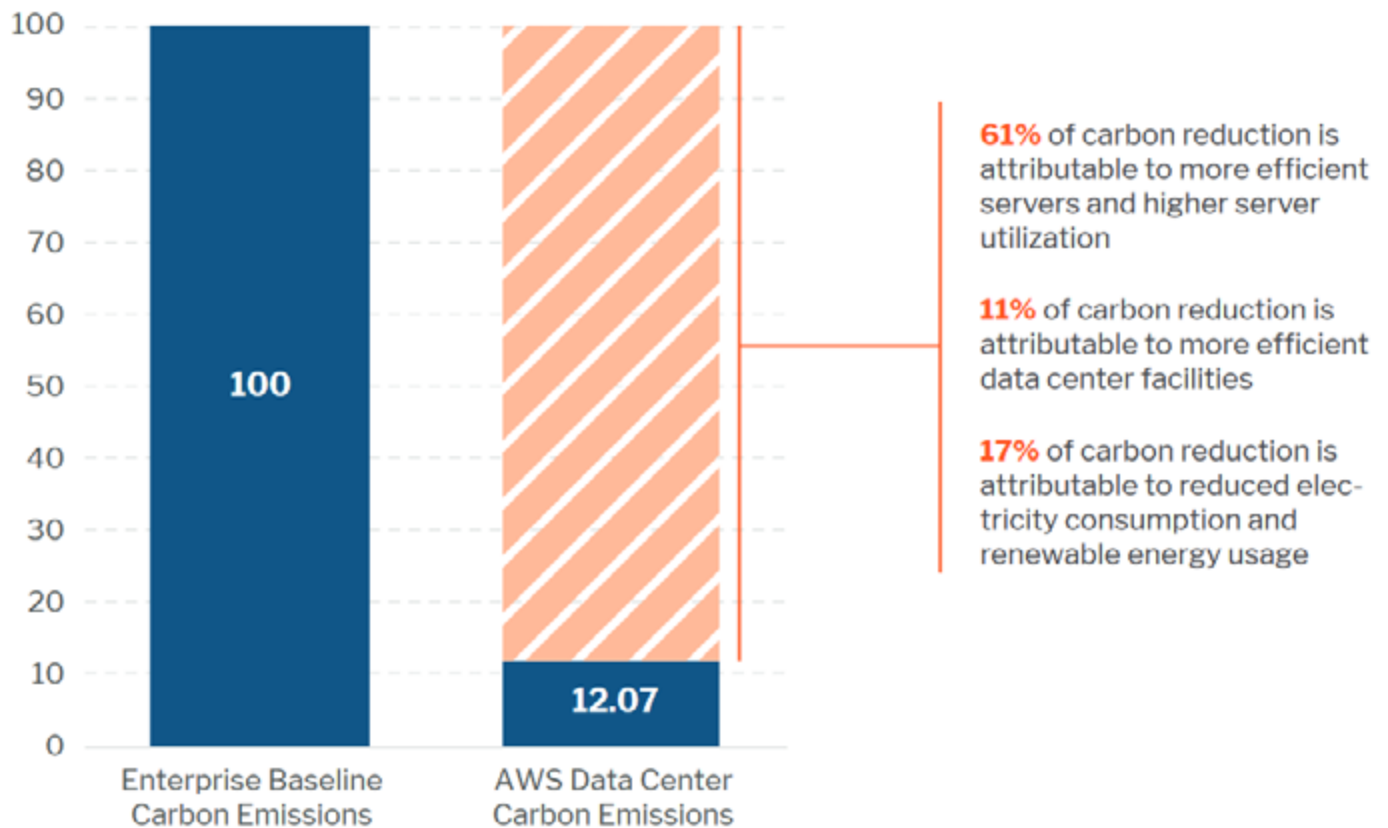 100
90
80
70
60
50
40
30
20
10
0
100
12.07
Enterprise Baseline
Carbon Emissions
AWS Data Center
Carbon Emissions
61% of carbon reduction is
attributable to more efficient
servers and higher server
utilization
11% of carbon reduction is
attributable to more efficient
data center facilities
17% of carbon reduction is
attributable to reduced elec-
tricity consumption and
renewable energy usage